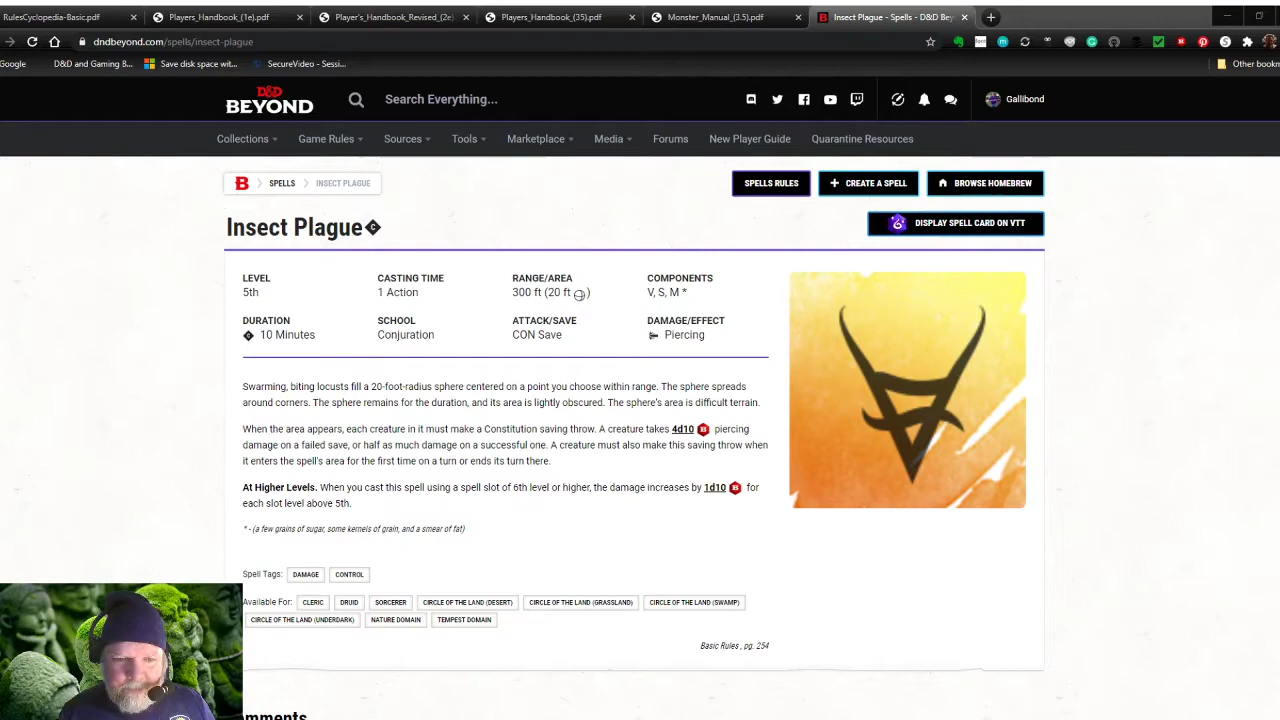 RulesCyclopedia-Basic.pdf × Players_Handbook_(1e).pdf × Player's_Handbook_Revised_(2e).pdf × Players_Handbook_(35).pdf × Monster_Manual_(3.5).pdf × Insect Plague - Spells - D&D Bey × +
dndbeyond.com/spells/insect-plague
Google D&D and Gaming B... Save disk space wit... SecureVideo - Sessi... Other bookm
D&D BEYOND Search Everything... Gallibond
Collections Game Rules Sources Tools Marketplace Media Forums New Player Guide Quarantine Resources
B SPELLS INSECT PLAGUE SPELLS RULES + CREATE A SPELL BROWSE HOMEBREW
Insect Plague DISPLAY SPELL CARD ON VTT
LEVEL CASTING TIME RANGE/AREA COMPONENTS
5th 1 Action 300 ft (20 ft ) V, S, M *
DURATION SCHOOL ATTACK/SAVE DAMAGE/EFFECT
10 Minutes Conjuration CON Save Piercing
Swarming, biting locusts fill a 20-foot-radius sphere centered on a point you choose within range. The sphere spreads
around corners. The sphere remains for the duration, and its area is lightly obscured. The sphere's area is difficult terrain.
When the area appears, each creature in it must make a Constitution saving throw. A creature takes 4d10 piercing
damage on a failed save, or half as much damage on a successful one. A creature must also make this saving throw when
it enters the spell's area for the first time on a turn or ends its turn there.
At Higher Levels. When you cast this spell using a spell slot of 6th level or higher, the damage increases by 1d10 for
each slot level above 5th.
* - (a few grains of sugar, some kernels of grain, and a smear of fat)
Spell Tags: DAMAGE CONTROL
Available For: CLERIC DRUID SORCERER CIRCLE OF THE LAND (DESERT) CIRCLE OF THE LAND (GRASSLAND) CIRCLE OF THE LAND (SWAMP)
CIRCLE OF THE LAND (UNDERDARK) NATURE DOMAIN TEMPEST DOMAIN
Basic Rules , pg. 254
omments